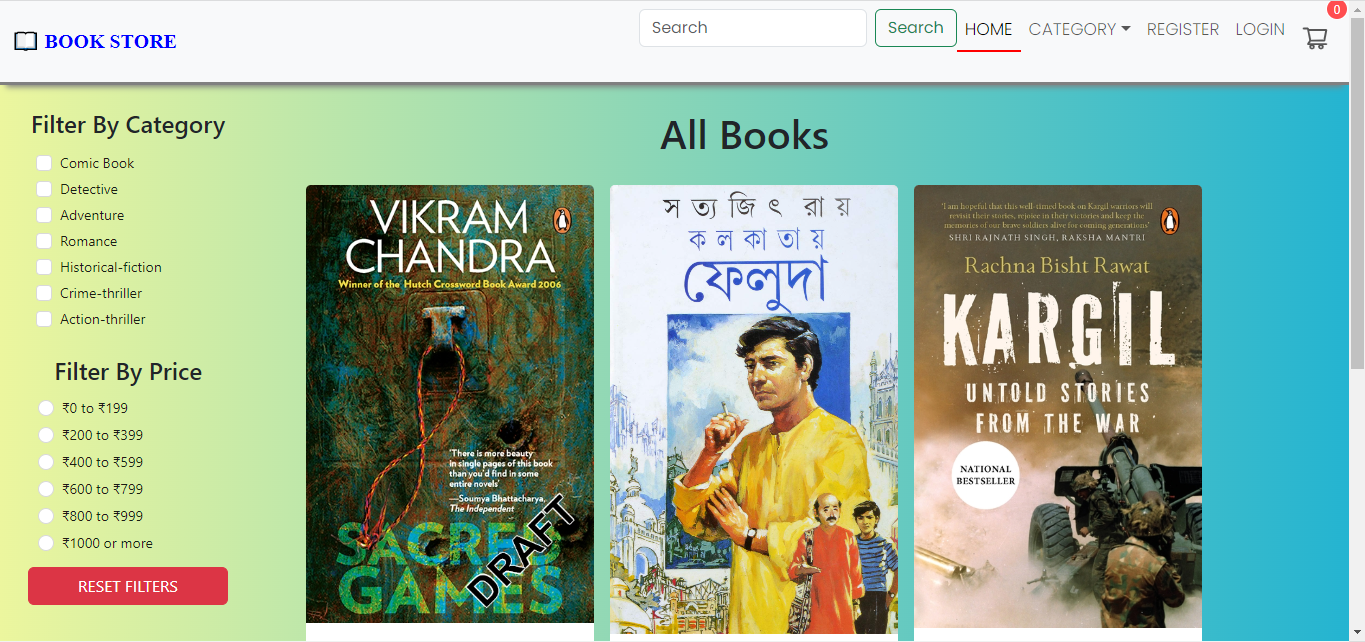 BOOK STORE
Search
Search
HOME
CATEGORY
REGISTER
LOGIN
0
Filter By Category
Comic Book
Detective
Adventure
Romance
Historical-fiction
Crime-thriller
Action-thriller
Filter By Price
₹0 to ₹199
₹200 to ₹399
₹400 to ₹599
₹600 to ₹799
₹800 to ₹999
₹1000 or more
RESET FILTERS
All Books
VIKRAM
CHANDRA
Winner of the Hutch Crossword Book Award 2006
'There is more beauty
in single pages of this book
than you'd find in some
entire novels'
—Soumya Bhattacharya,
The Independent
SACRED
GAMES
DRAFT
সত্যজিৎ রায়
কলকাতায়
ফেলুদা
'I am hopeful that this well-timed book on Kargil warriors will
revisit their stories, rejoice in their victories and keep the
memories of our brave soldiers alive for coming generations'
SHRI RAJNATH SINGH, RAKSHA MANTRI
Rachna Bisht Rawat
KARGIL
UNTOLD STORIES
FROM THE WAR
NATIONAL
BESTSELLER